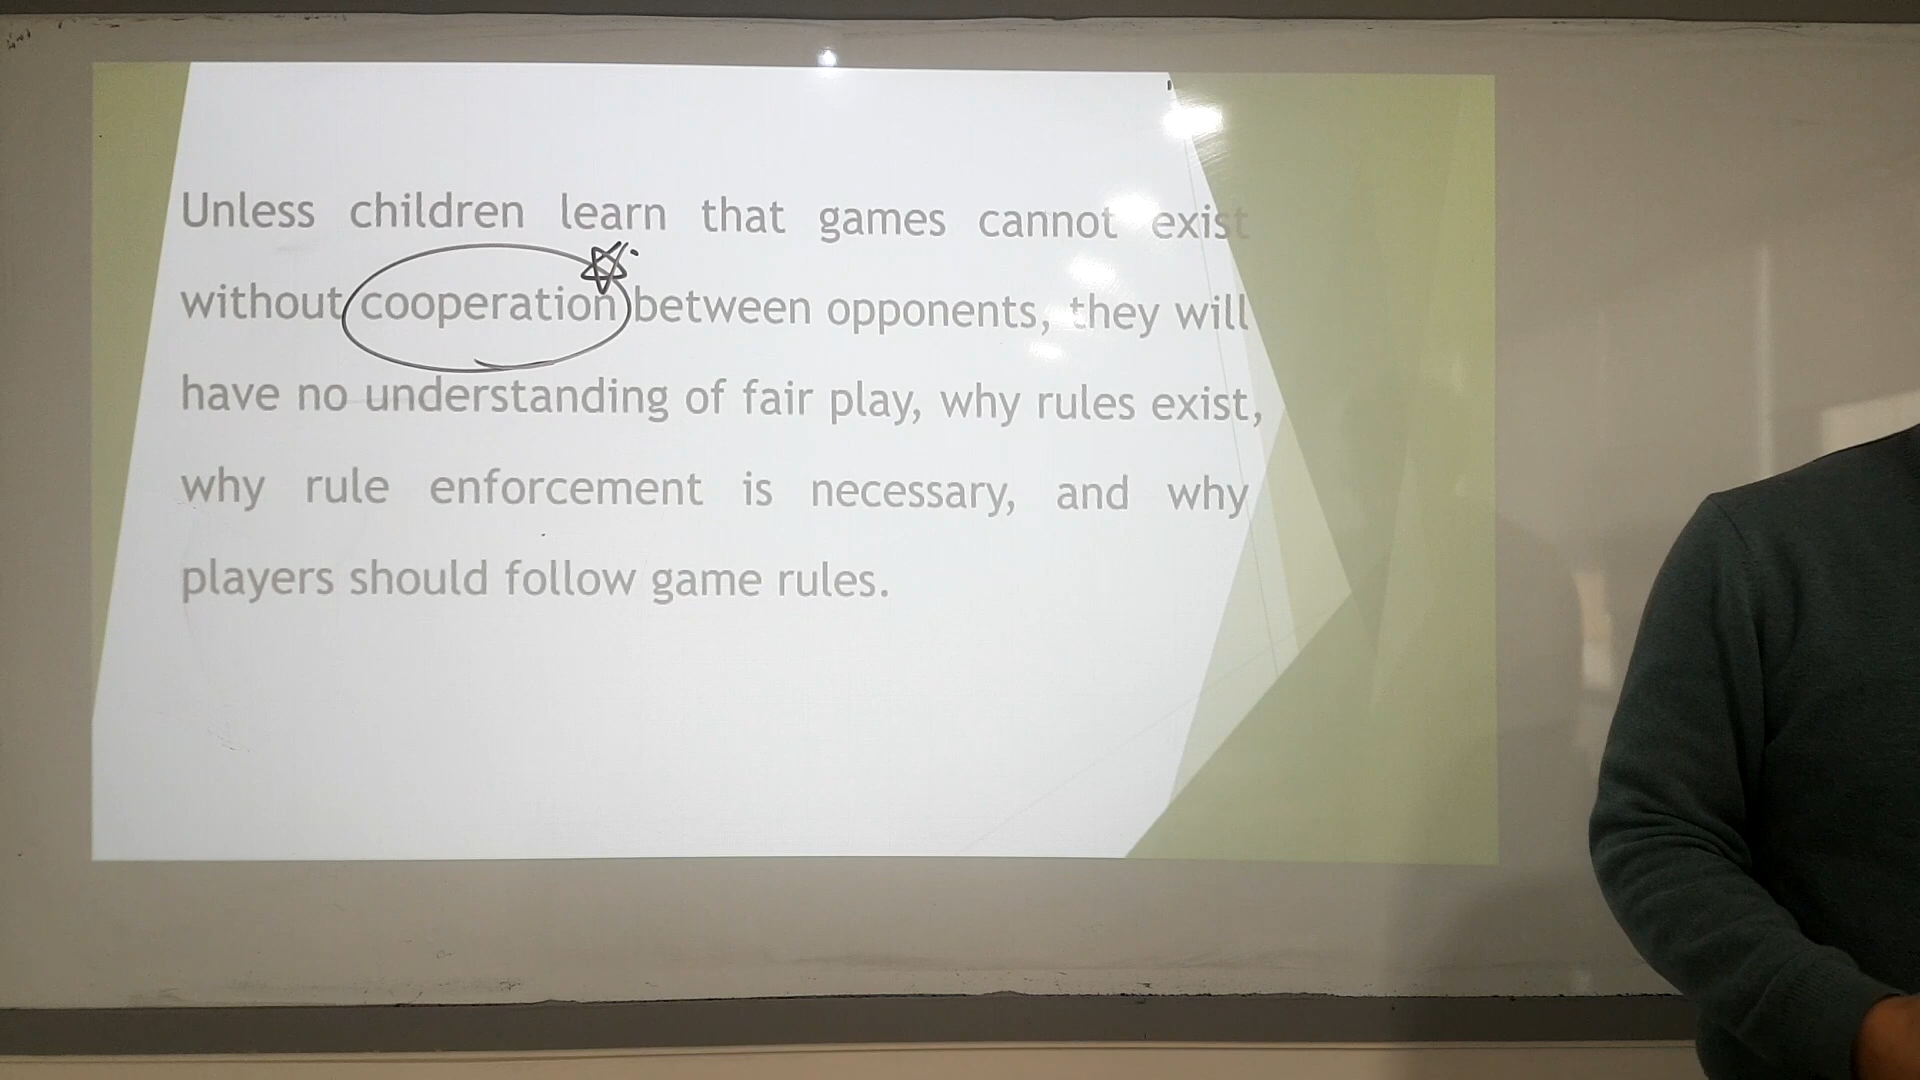 Unless children learn that games cannot exist
without cooperation between opponents, they will
have no understanding of fair play, why rules exist,
why rule enforcement is necessary, and why
players should follow game rules.